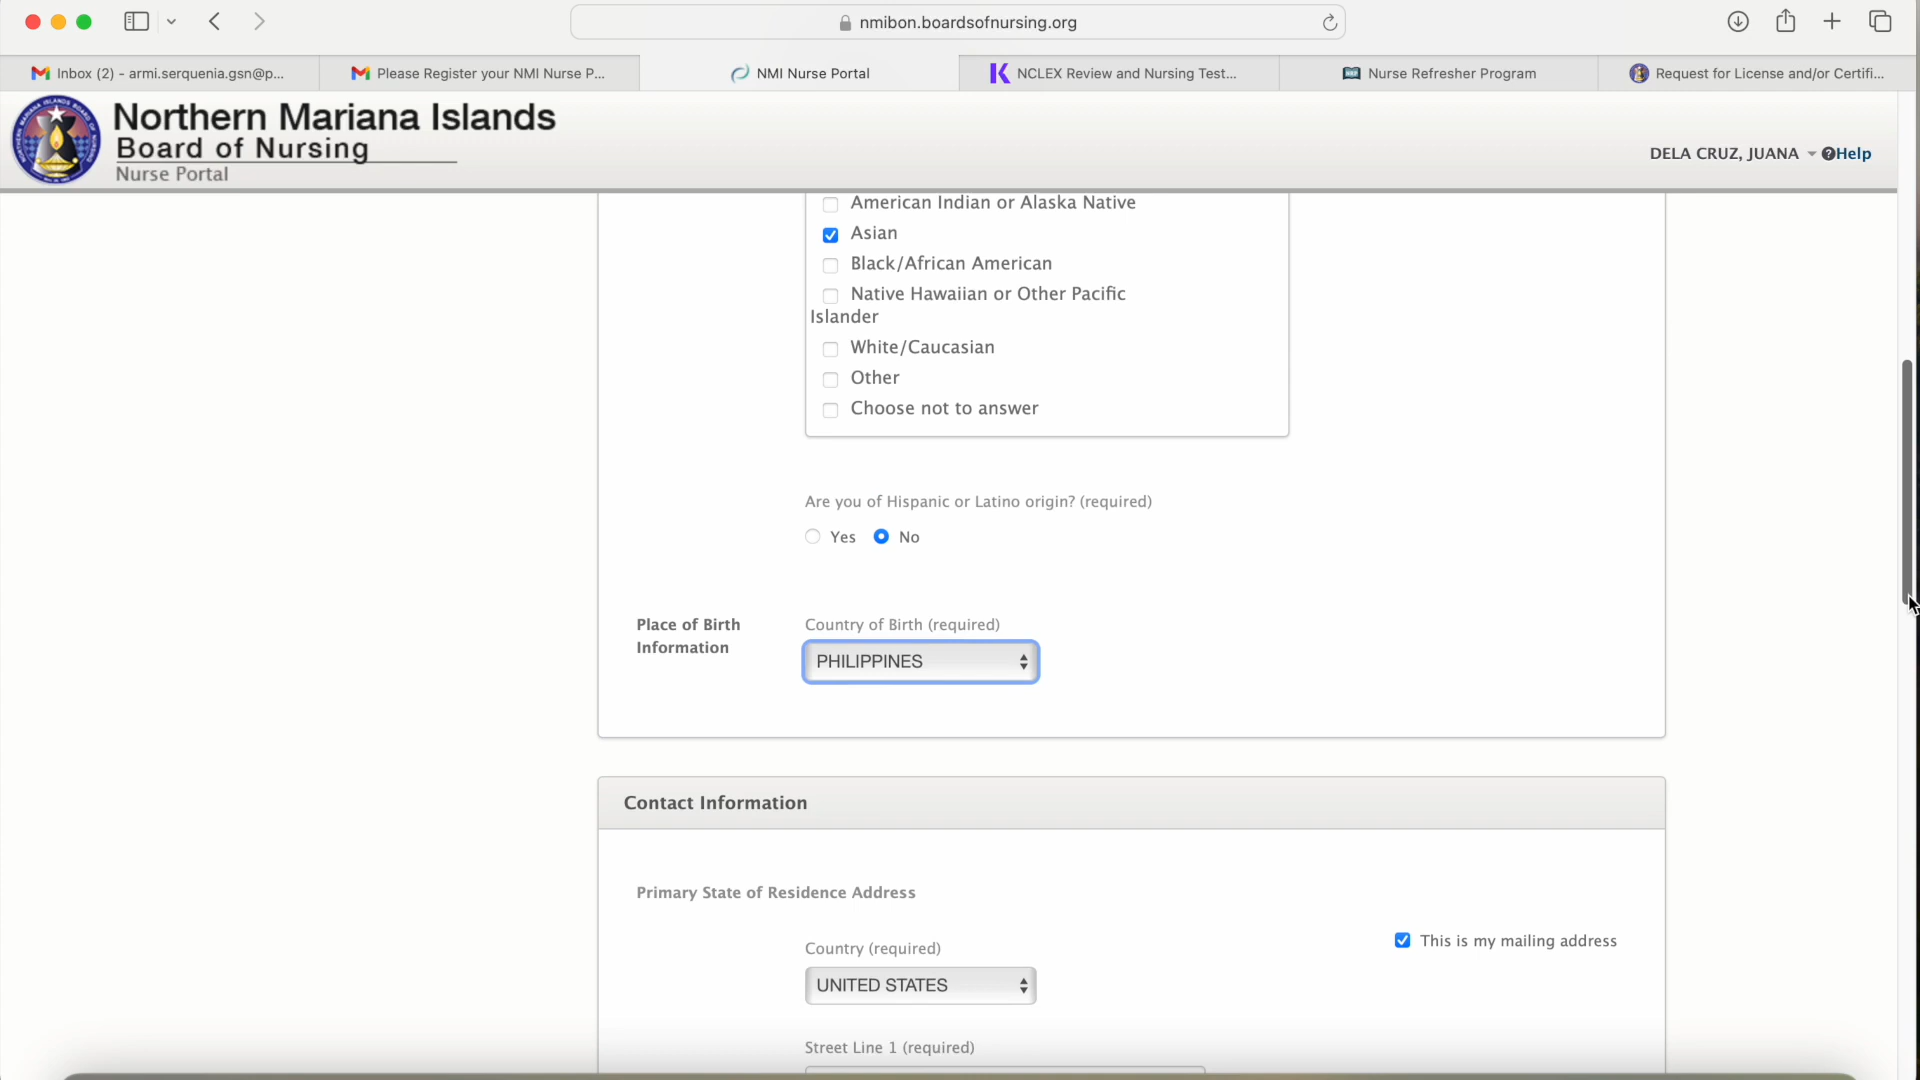 nmibon.boardsofnursing.org
Inbox (2) - armi.serquenia.gsn@p...
Please Register your NMI Nurse P...
NMI Nurse Portal
NCLEX Review and Nursing Test...
Nurse Refresher Program
Request for License and/or Certifi...
Northern Mariana Islands
Board of Nursing
Nurse Portal
DELA CRUZ, JUANA
Help
American Indian or Alaska Native
Asian
Black/African American
Native Hawaiian or Other Pacific
Islander
White/Caucasian
Other
Choose not to answer
Are you of Hispanic or Latino origin? (required)
Yes No
Place of Birth
Information
Country of Birth (required)
PHILIPPINES
Contact Information
Primary State of Residence Address
Country (required)
This is my mailing address
UNITED STATES
Street Line 1 (required)